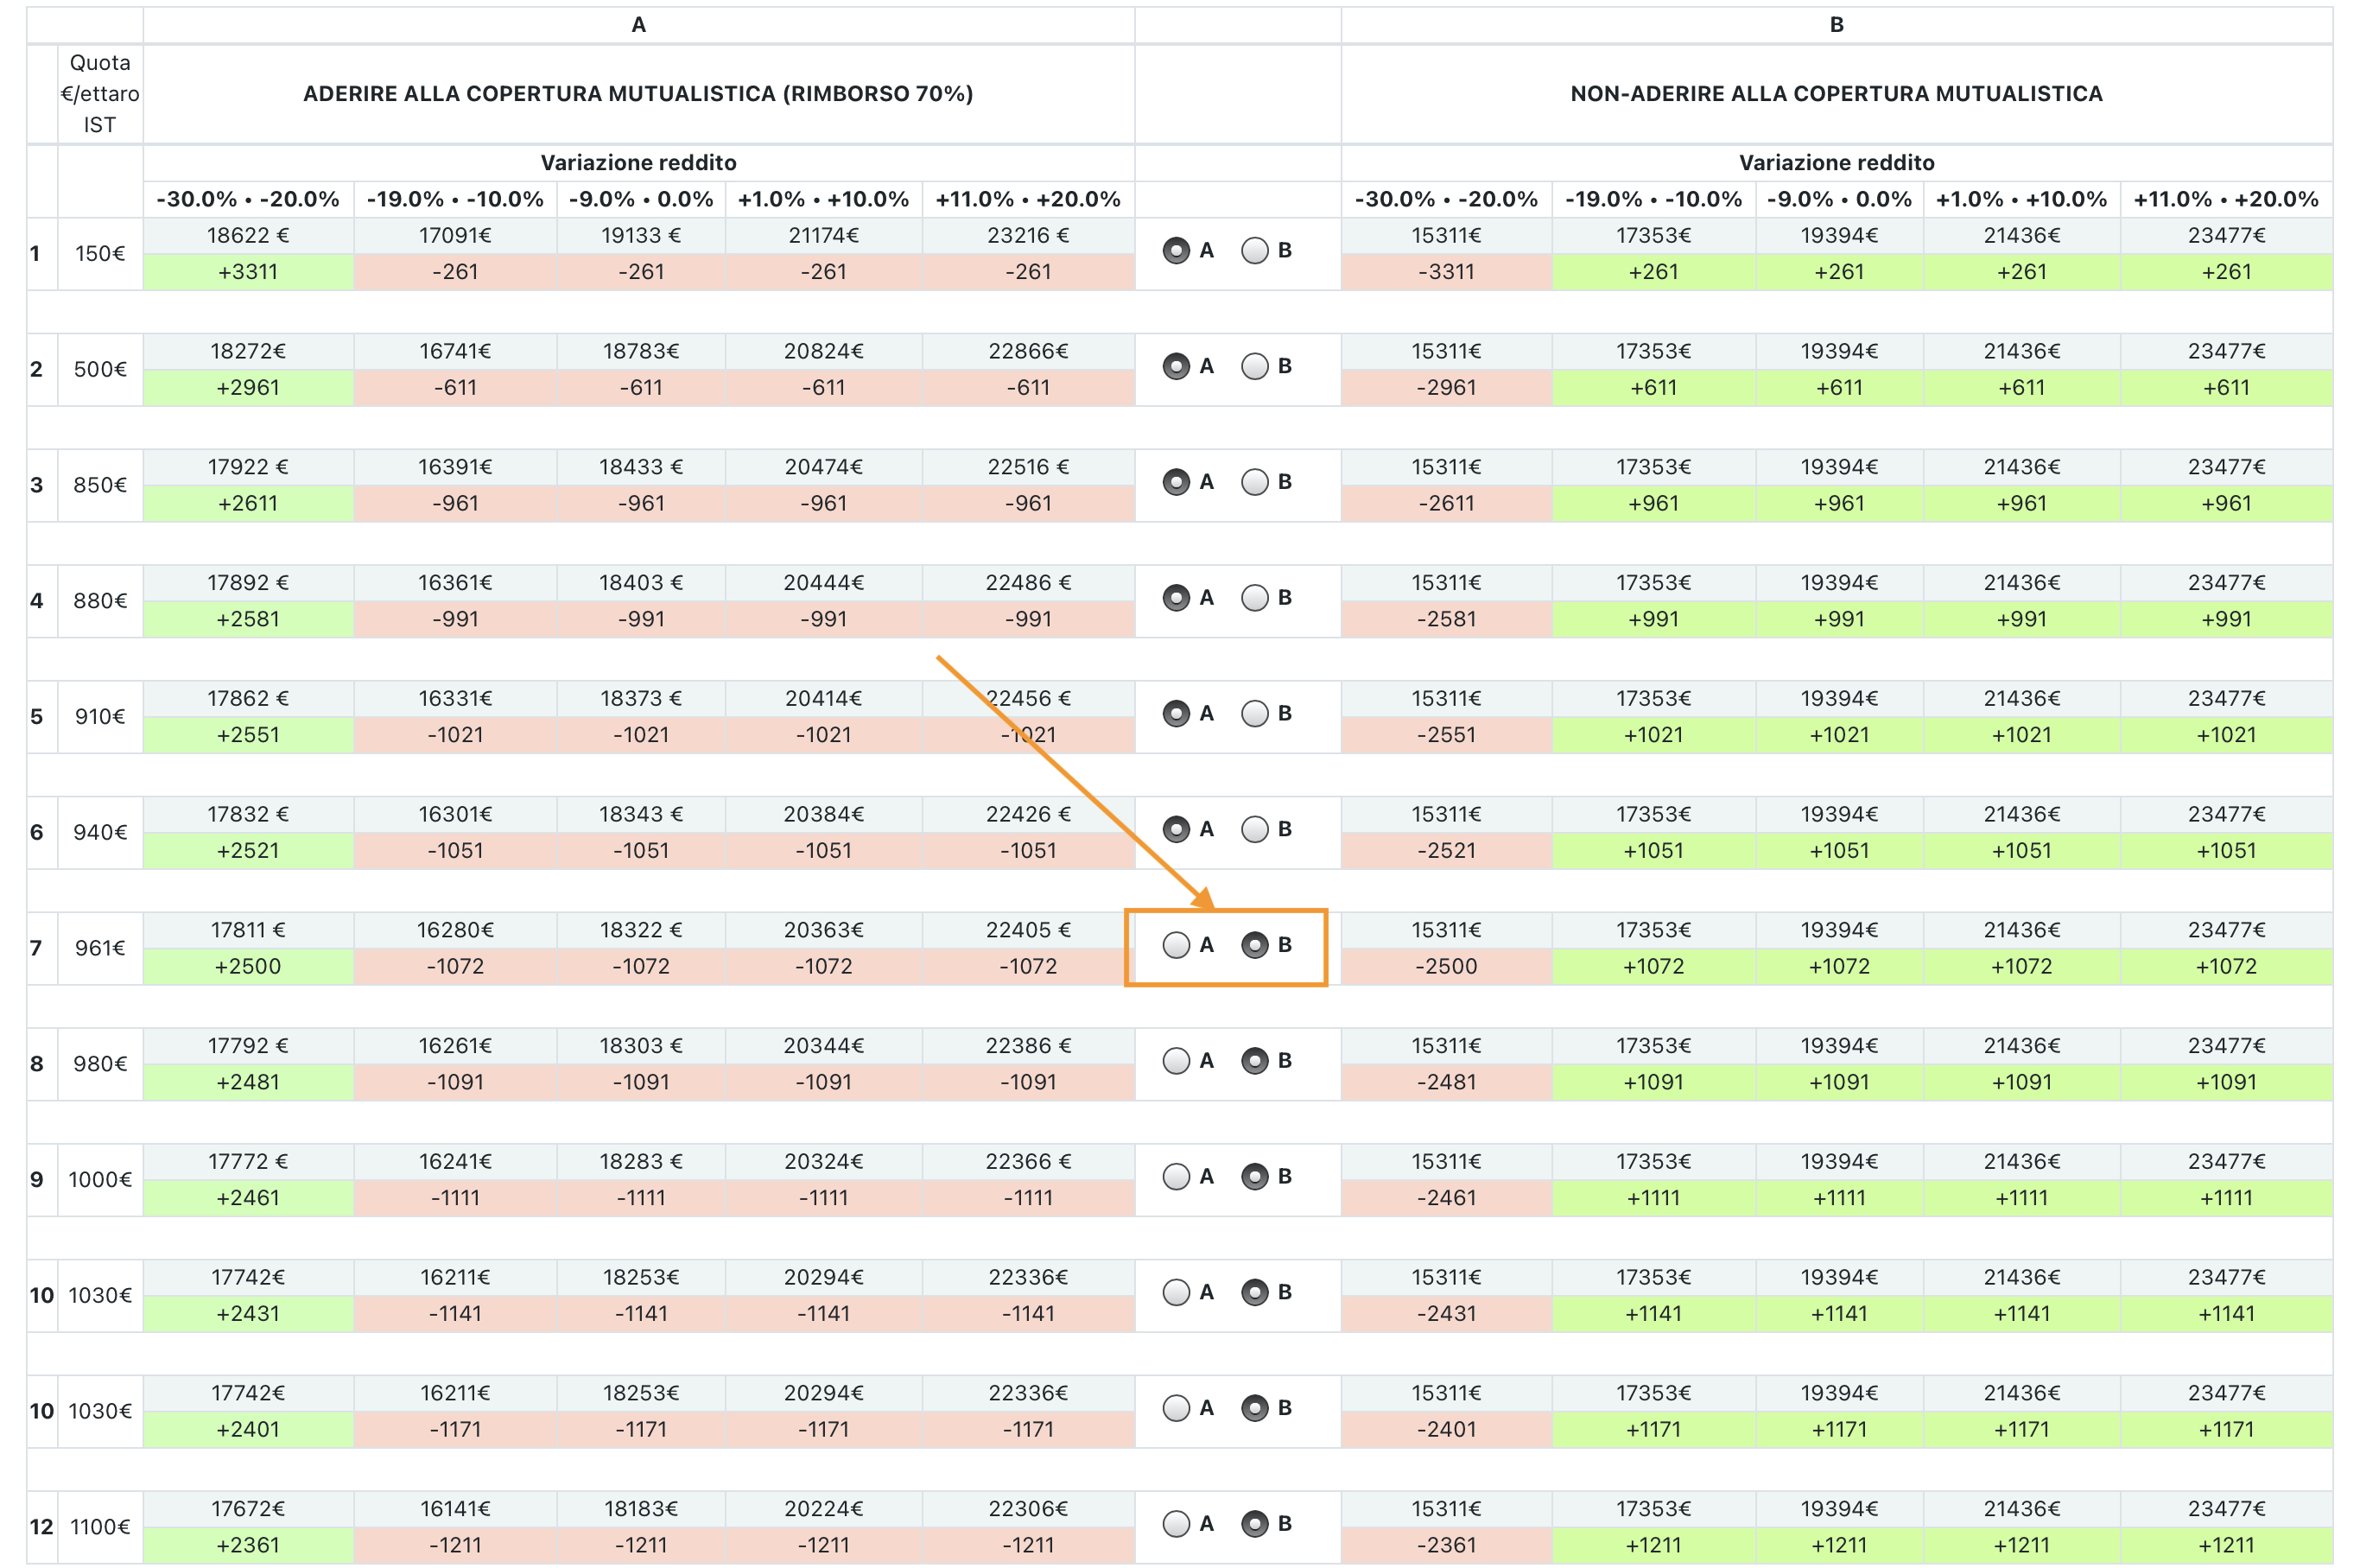 A B
Quota €/ettaro IST ADERIRE ALLA COPERTURA MUTUALISTICA (RIMBORSO 70%) NON-ADERIRE ALLA COPERTURA MUTUALISTICA
Variazione reddito Variazione reddito
-30.0% • -20.0% -19.0% • -10.0% -9.0% • 0.0% +1.0% • +10.0% +11.0% • +20.0% -30.0% • -20.0% -19.0% • -10.0% -9.0% • 0.0% +1.0% • +10.0% +11.0% • +20.0%
1 150€ 18622 € 17091€ 19133 € 21174€ 23216 € A B 15311€ 17353€ 19394€ 21436€ 23477€
+3311 -261 -261 -261 -261 -3311 +261 +261 +261 +261
2 500€ 18272€ 16741€ 18783€ 20824€ 22866€ A B 15311€ 17353€ 19394€ 21436€ 23477€
+2961 -611 -611 -611 -611 -2961 +611 +611 +611 +611
3 850€ 17922 € 16391€ 18433 € 20474€ 22516 € A B 15311€ 17353€ 19394€ 21436€ 23477€
+2611 -961 -961 -961 -961 -2611 +961 +961 +961 +961
4 880€ 17892 € 16361€ 18403 € 20444€ 22486 € A B 15311€ 17353€ 19394€ 21436€ 23477€
+2581 -991 -991 -991 -991 -2581 +991 +991 +991 +991
5 910€ 17862 € 16331€ 18373 € 20414€ 22456 € A B 15311€ 17353€ 19394€ 21436€ 23477€
+2551 -1021 -1021 -1021 -1021 -2551 +1021 +1021 +1021 +1021
6 940€ 17832 € 16301€ 18343 € 20384€ 22426 € A B 15311€ 17353€ 19394€ 21436€ 23477€
+2521 -1051 -1051 -1051 -1051 -2521 +1051 +1051 +1051 +1051
7 961€ 17811 € 16280€ 18322 € 20363€ 22405 € A B 15311€ 17353€ 19394€ 21436€ 23477€
+2500 -1072 -1072 -1072 -1072 -2500 +1072 +1072 +1072 +1072
8 980€ 17792 € 16261€ 18303 € 20344€ 22386 € A B 15311€ 17353€ 19394€ 21436€ 23477€
+2481 -1091 -1091 -1091 -1091 -2481 +1091 +1091 +1091 +1091
9 1000€ 17772 € 16241€ 18283 € 20324€ 22366 € A B 15311€ 17353€ 19394€ 21436€ 23477€
+2461 -1111 -1111 -1111 -1111 -2461 +1111 +1111 +1111 +1111
10 1030€ 17742€ 16211€ 18253€ 20294€ 22336€ A B 15311€ 17353€ 19394€ 21436€ 23477€
+2431 -1141 -1141 -1141 -1141 -2431 +1141 +1141 +1141 +1141
10 1030€ 17742€ 16211€ 18253€ 20294€ 22336€ A B 15311€ 17353€ 19394€ 21436€ 23477€
+2401 -1171 -1171 -1171 -1171 -2401 +1171 +1171 +1171 +1171
12 1100€ 17672€ 16141€ 18183€ 20224€ 22306€ A B 15311€ 17353€ 19394€ 21436€ 23477€
+2361 -1211 -1211 -1211 -1211 -2361 +1211 +1211 +1211 +1211